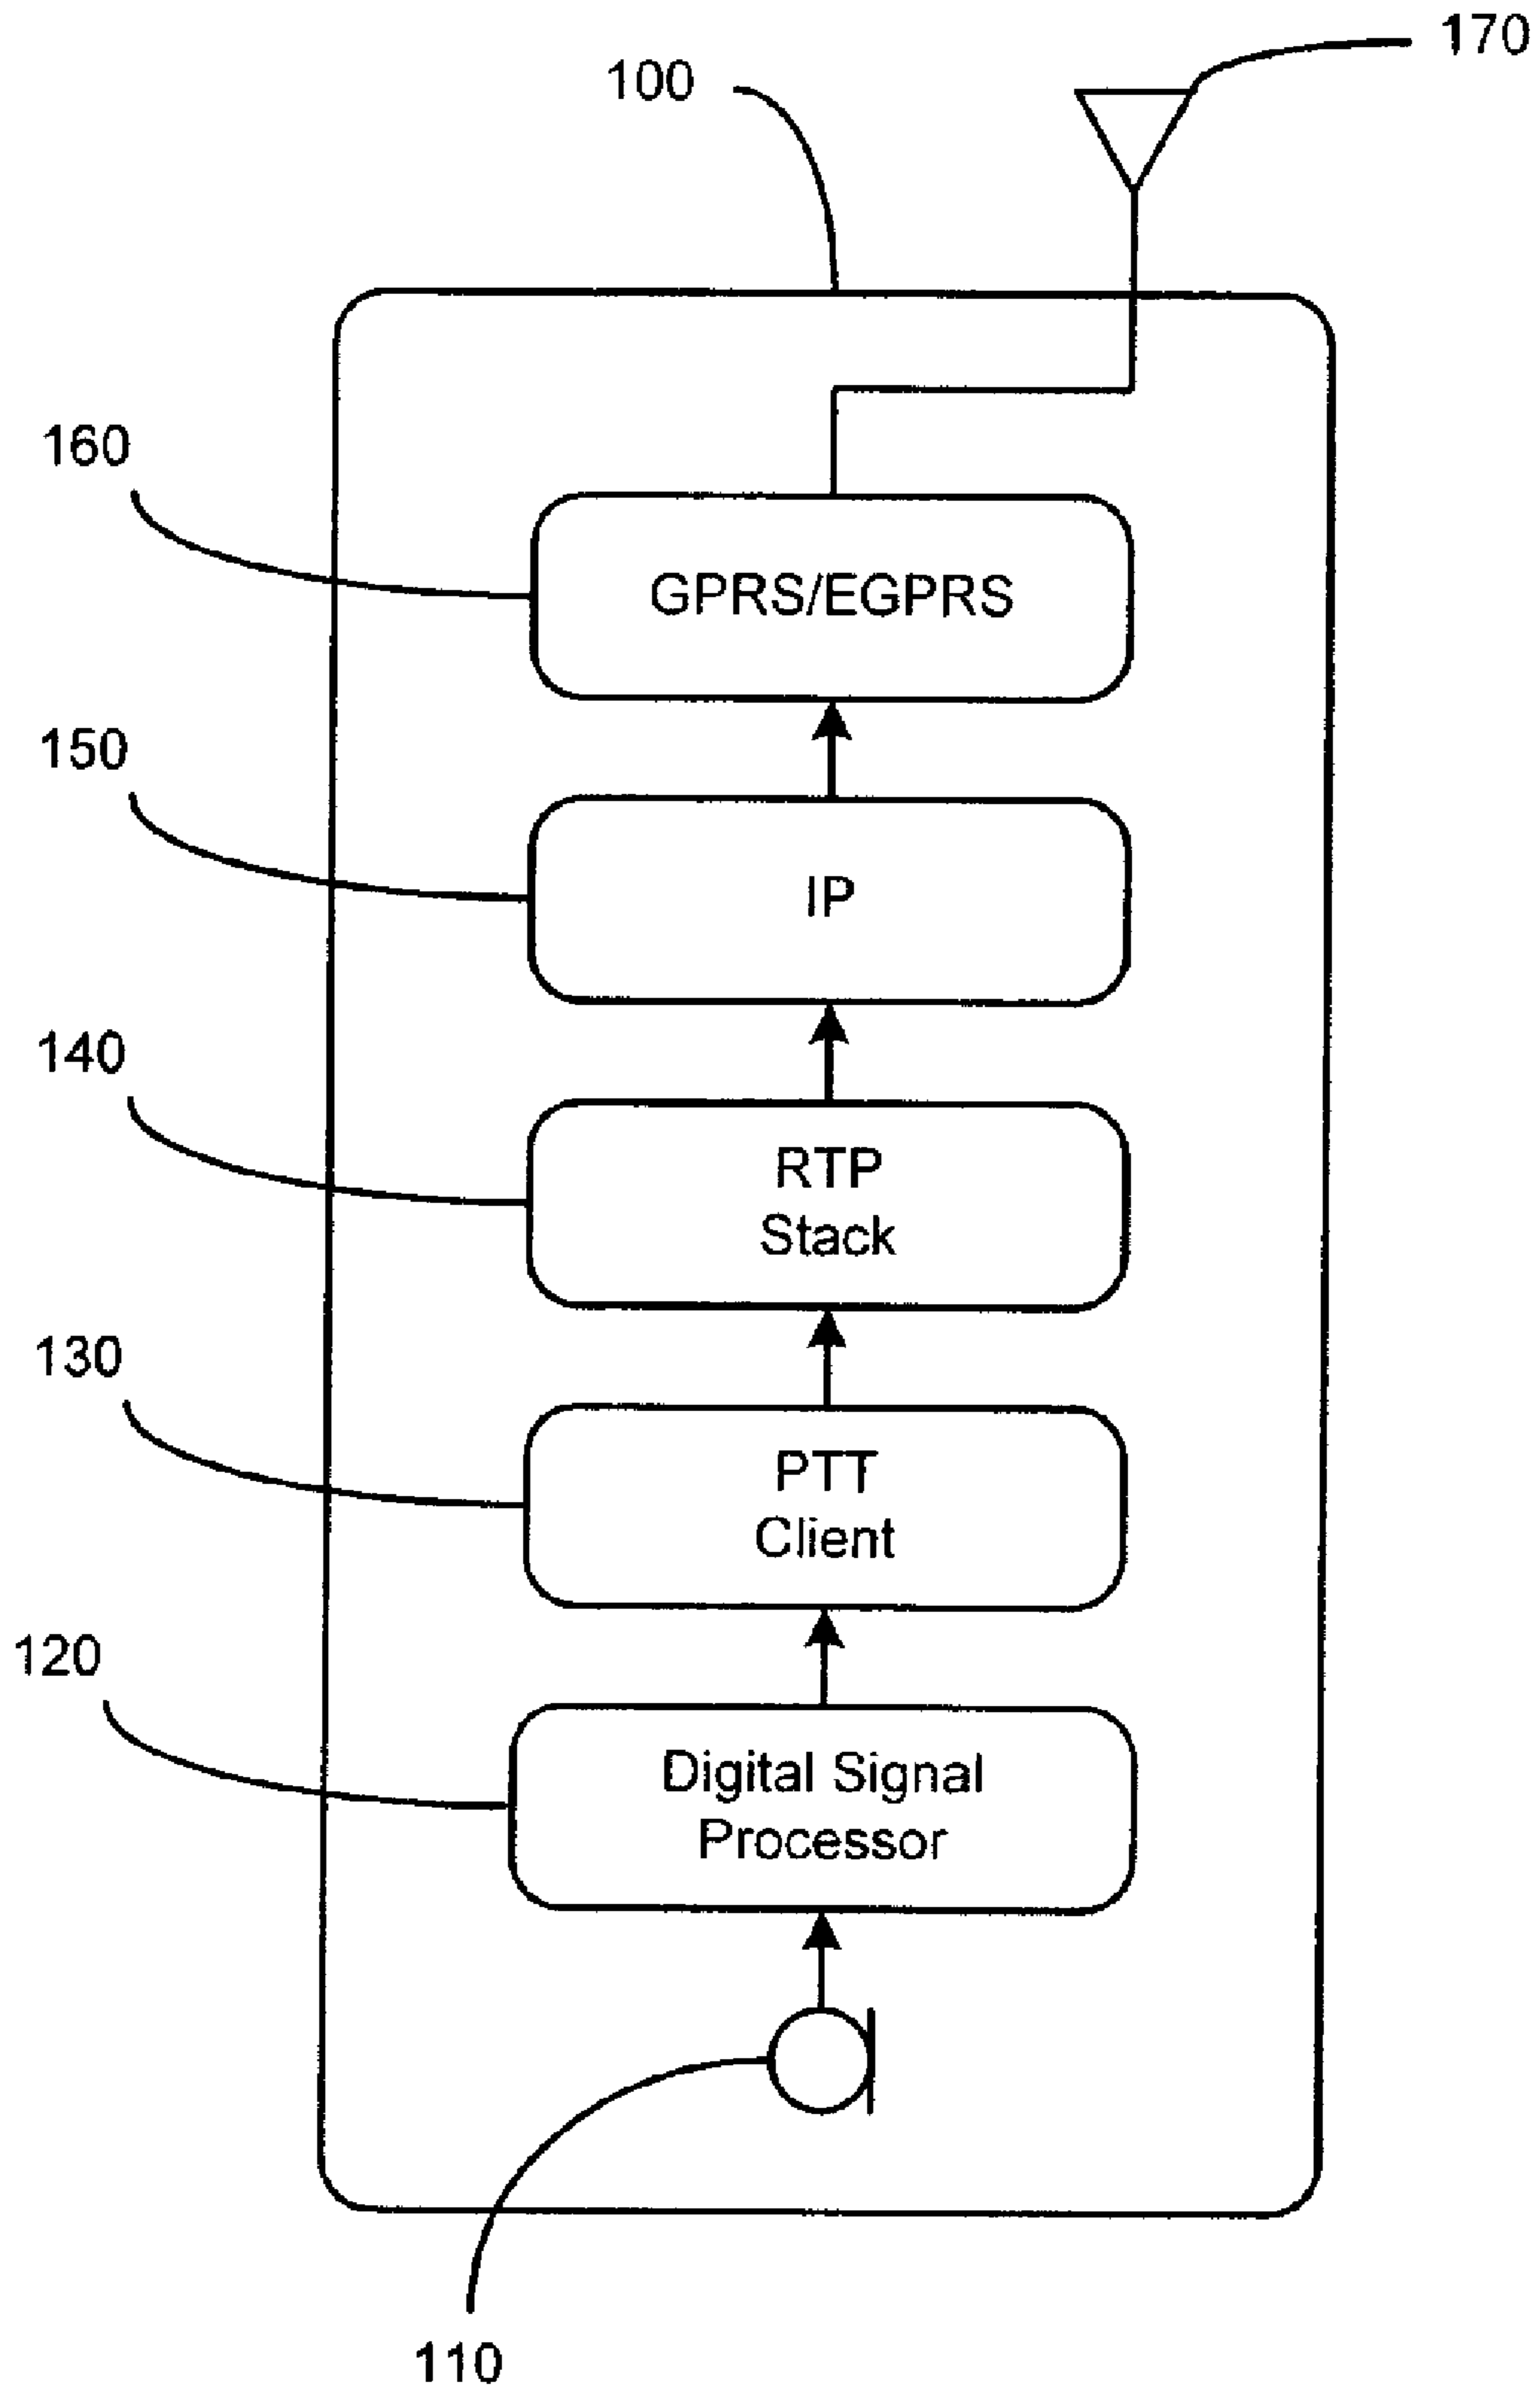 170
100
160
GPRS/EGPRS
150
IP
140
RTP
Stack
130
PTT
Client
120
Digital Signal
Processor
110